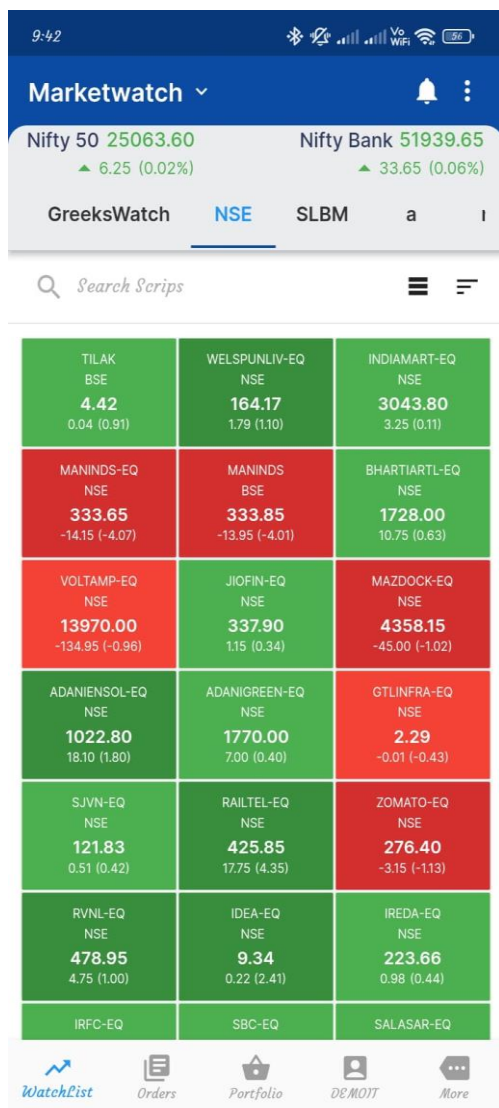 9:42
Vo WiFi 56
Marketwatch
Nifty 50 25063.60 Nifty Bank 51939.65
6.25 (0.02%) 33.65 (0.06%)
GreeksWatch NSE SLBM a
Search Scrips
TILAK WELSPUNLIV-EQ INDIAMART-EQ
BSE NSE NSE
4.42 164.17 3043.80
0.04 (0.91) 1.79 (1.10) 3.25 (0.11)
MANINDS-EQ MANINDS BHARTIARTL-EQ
NSE BSE NSE
333.65 333.85 1728.00
-14.15 (-4.07) -13.95 (-4.01) 10.75 (0.63)
VOLTAMP-EQ JIOFIN-EQ MAZDOCK-EQ
NSE NSE NSE
13970.00 337.90 4358.15
-134.95 (-0.96) 1.15 (0.34) -45.00 (-1.02)
ADANIENSOL-EQ ADANIGREEN-EQ GTLINFRA-EQ
NSE NSE NSE
1022.80 1770.00 2.29
18.10 (1.80) 7.00 (0.40) -0.01 (-0.43)
SJVN-EQ RAILTEL-EQ ZOMATO-EQ
NSE NSE NSE
121.83 425.85 276.40
0.51 (0.42) 17.75 (4.35) -3.15 (-1.13)
RVNL-EQ IDEA-EQ IREDA-EQ
NSE NSE NSE
478.95 9.34 223.66
4.75 (1.00) 0.22 (2.41) 0.98 (0.44)
IRFC-EQ SBC-EQ SALASAR-EQ
WatchList Orders Portfolio DEMO1T More